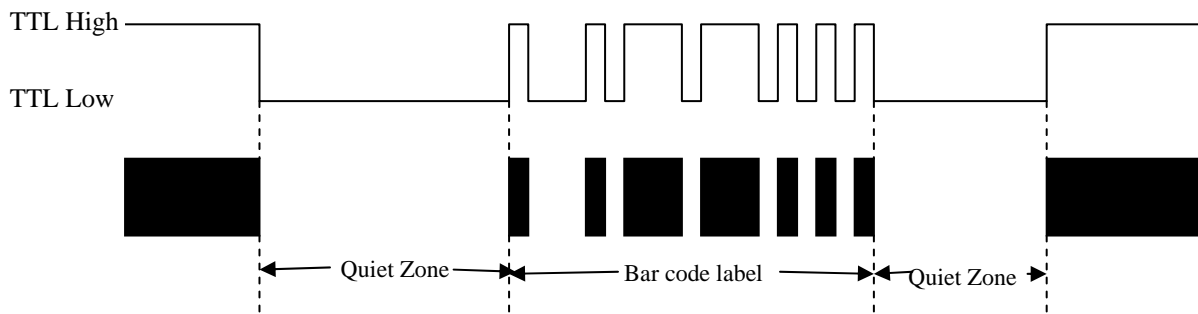 TTL High
TTL Low
Quiet Zone
Bar code label
Quiet Zone